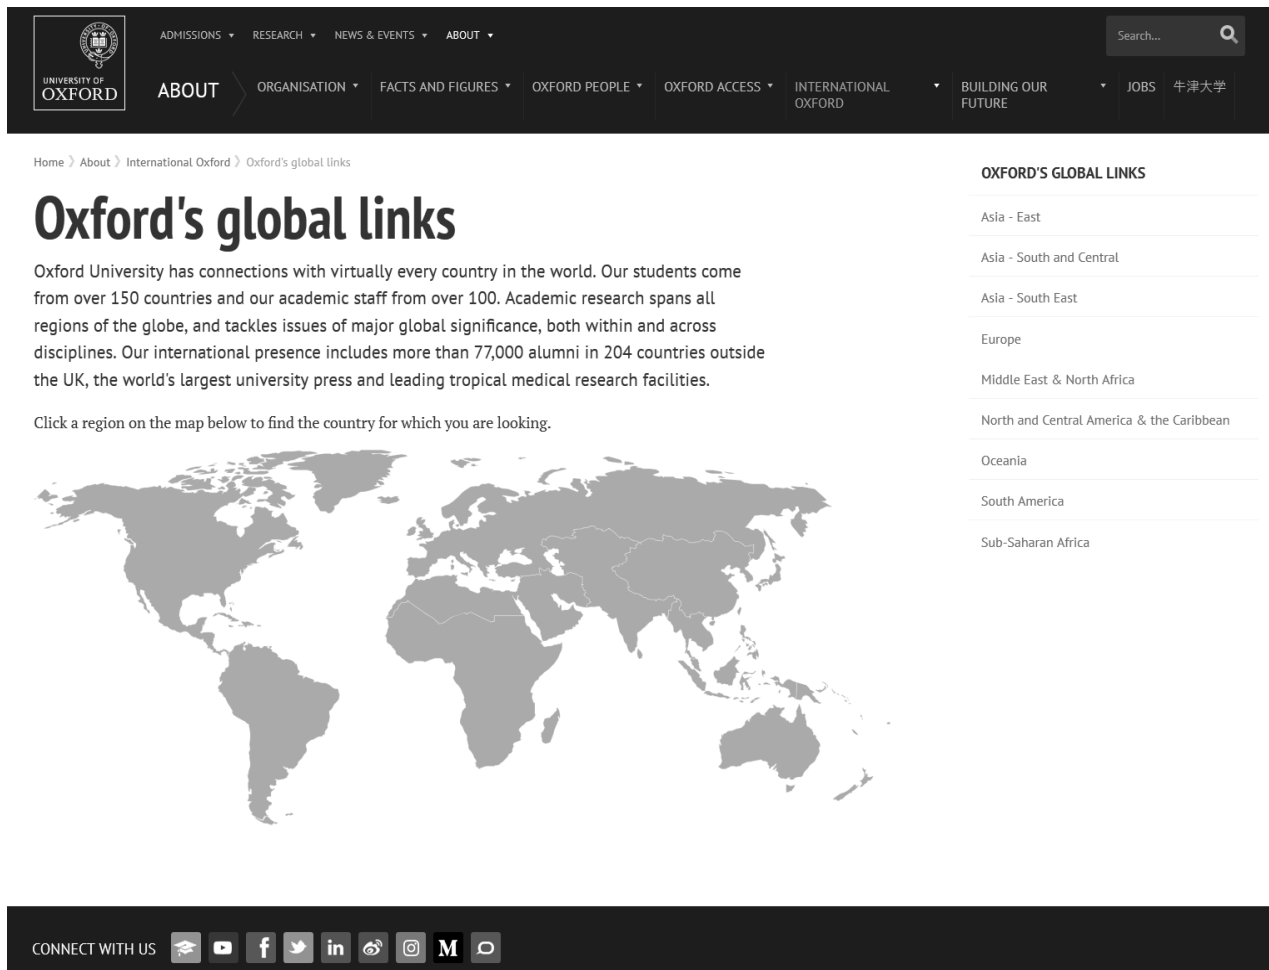 UNIVERSITY OF
OXFORD
ADMISSIONS
RESEARCH
NEWS & EVENTS
ABOUT
Search...
ABOUT
ORGANISATION
FACTS AND FIGURES
OXFORD PEOPLE
OXFORD ACCESS
INTERNATIONAL
OXFORD
BUILDING OUR
FUTURE
JOBS
牛津大学
Home 》 About 》 International Oxford 》 Oxford's global links
Oxford's global links
Oxford University has connections with virtually every country in the world. Our students come
from over 150 countries and our academic staff from over 100. Academic research spans all
regions of the globe, and tackles issues of major global significance, both within and across
disciplines. Our international presence includes more than 77,000 alumni in 204 countries outside
the UK, the world's largest university press and leading tropical medical research facilities.
Click a region on the map below to find the country for which you are looking.
OXFORD'S GLOBAL LINKS
Asia - East
Asia - South and Central
Asia - South East
Europe
Middle East & North Africa
North and Central America & the Caribbean
Oceania
South America
Sub-Saharan Africa
CONNECT WITH US